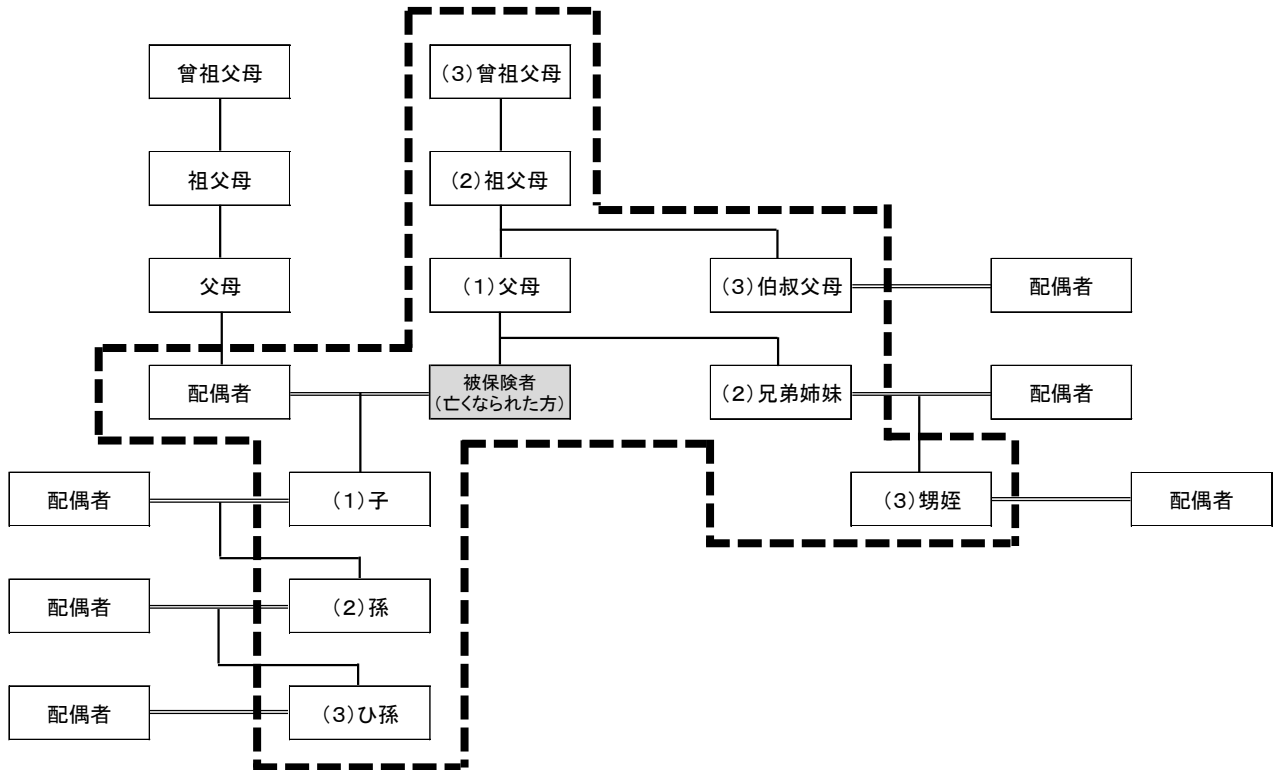 曾祖父母
(3)曾祖父母
祖父母
(2)祖父母
父母
(1)父母
(3)伯叔父母
配偶者
配偶者
被保険者
(亡くなられた方)
(2)兄弟姉妹
配偶者
配偶者
(1)子
(3)甥姪
配偶者
配偶者
(2)孫
配偶者
(3)ひ孫